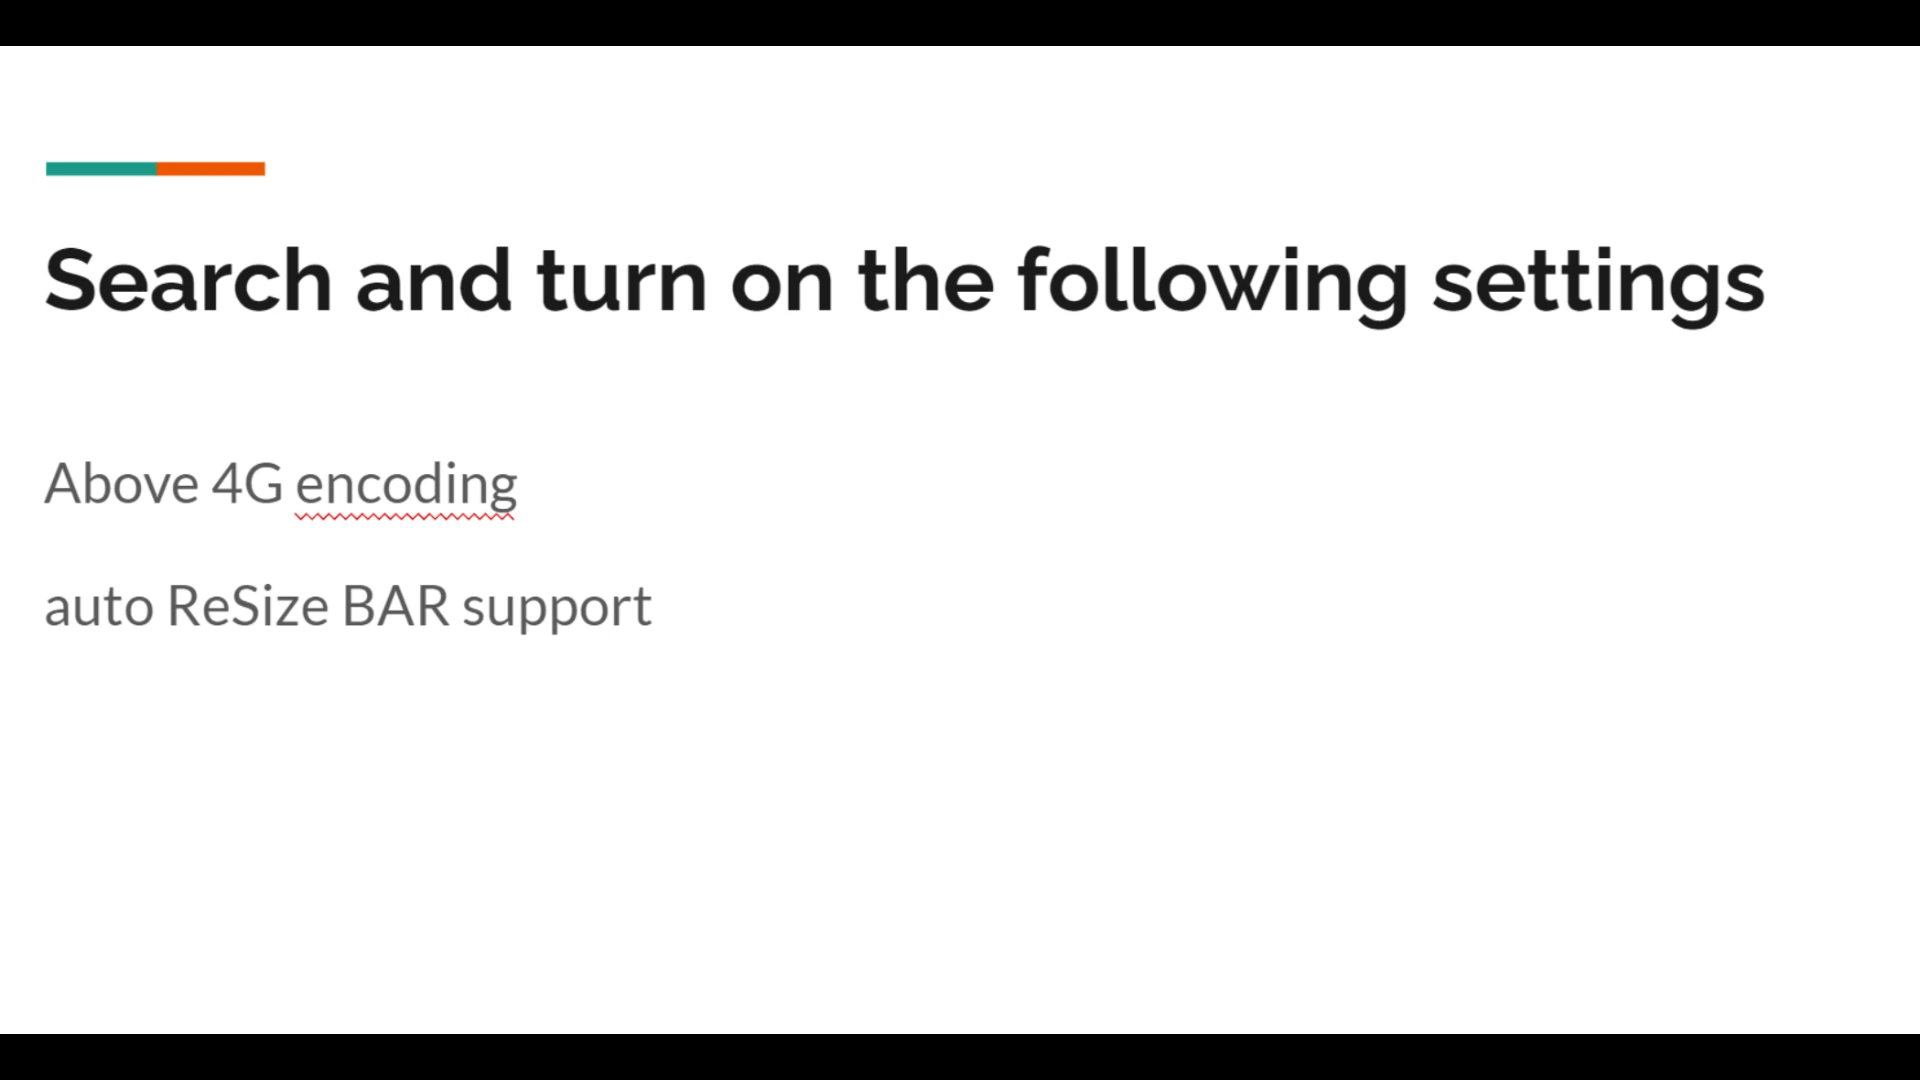 Search and turn on the following settings
Above 4G encoding
auto ReSize BAR support